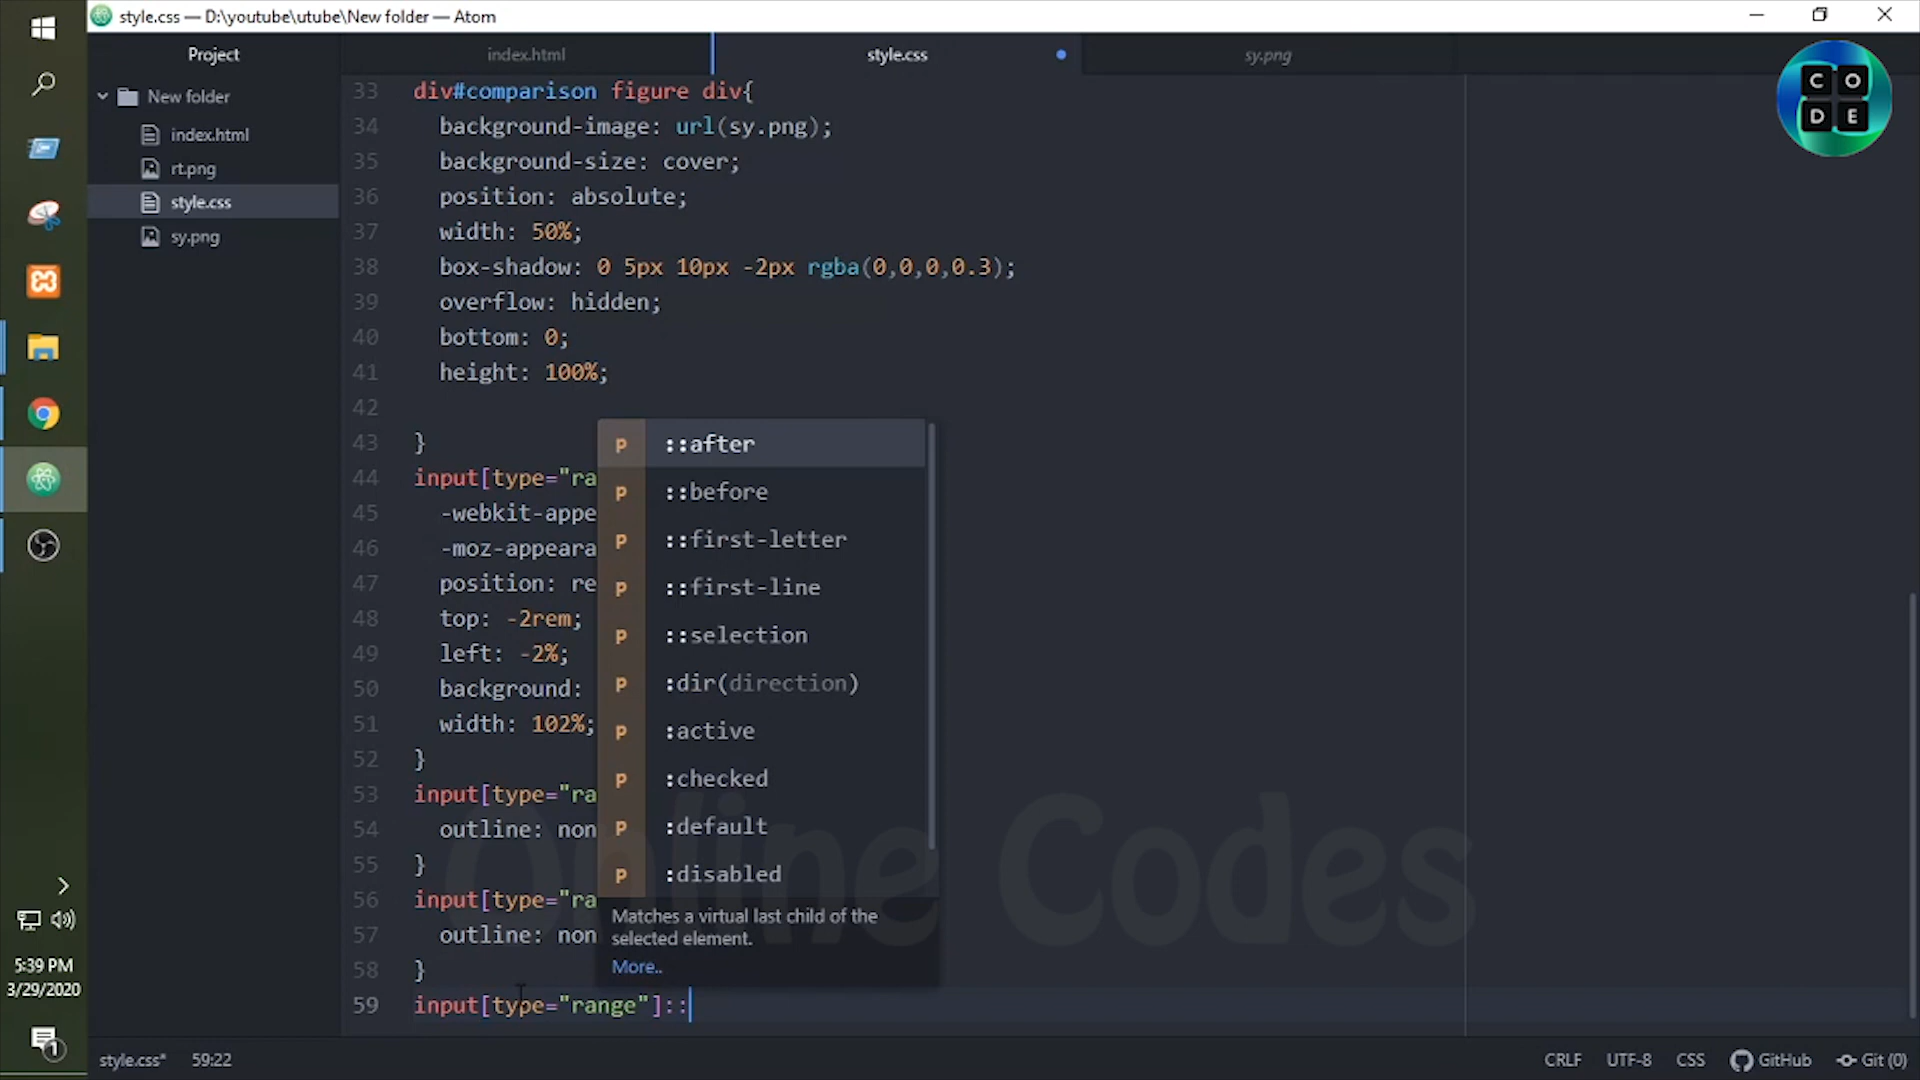 style.css — D:\youtube\utube\New folder — Atom
Project
index.html
style.css
sy.png
New folder
index.html
rt.png
style.css
sy.png
C O
D E
33 div#comparison figure div{
34 background-image: url(sy.png);
35 background-size: cover;
36 position: absolute;
37 width: 50%;
38 box-shadow: 0 5px 10px -2px rgba(0,0,0,0.3);
39 overflow: hidden;
40 bottom: 0;
41 height: 100%;
42
43 }
44 input[type="ra
45 -webkit-appe
46 -moz-appeara
47 position: re
48 top: -2rem;
49 left: -2%;
50 background:
51 width: 102%;
52 }
53 input[type="ra
54 outline: non
55 }
56 input[type="ra
57 outline: non
58 }
59 input[type="range"]::
p ::after
p ::before
p ::first-letter
p ::first-line
p ::selection
p :dir(direction)
p :active
p :checked
p :default
p :disabled
Matches a virtual last child of the
selected element.
More..
Online Codes
5:39 PM
3/29/2020
1
style.css* 59:22
CRLF UTF-8 CSS GitHub Git (0)